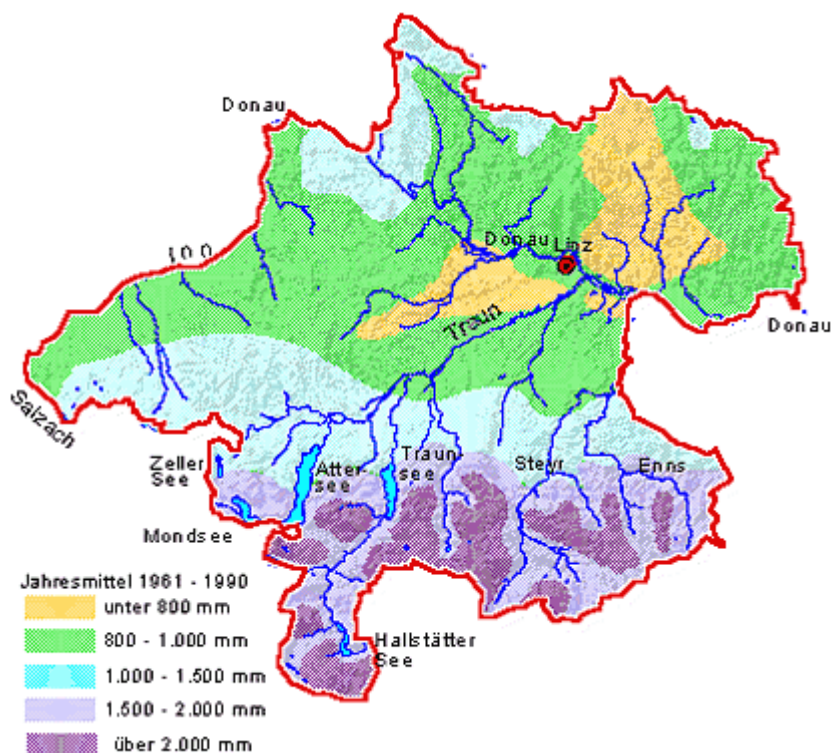 Donau
Donau
Linz
Inn
Traun
Donau
Salzach
Zeller
See
Atter-
see
Traun-
see
Steyr
Enns
Mondsee
Jahresmittel 1961 - 1990
unter 800 mm
800 - 1.000 mm
1.000 - 1.500 mm
1.500 - 2.000 mm
über 2.000 mm
Hallstätter
See